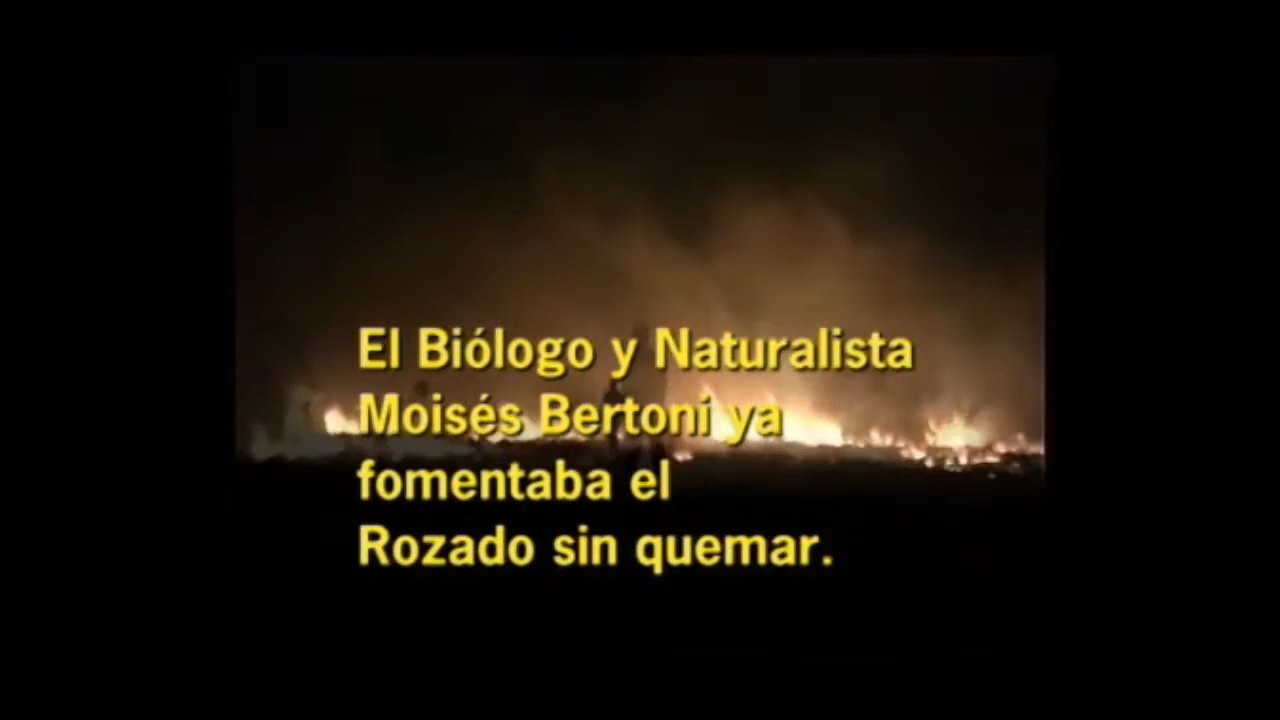 El Biólogo y Naturalista
Moisés Bertoni ya
fomentaba el
Rozado sin quemar.